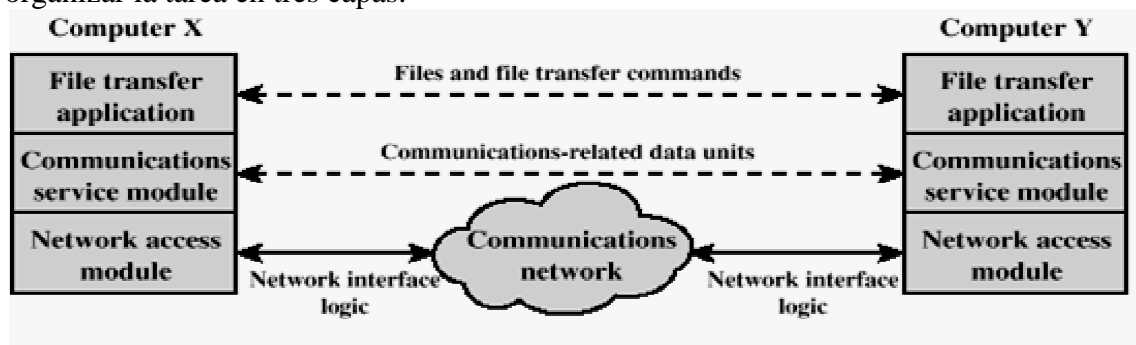 organizar la tarea en tres capas:
Computer X
Computer Y
File transfer
application
Files and file transfer commands
File transfer
application
Communications
service module
Communications-related data units
Communications
service module
Network access
module
Network interface
logic
Communications
network
Network interface
logic
Network access
module